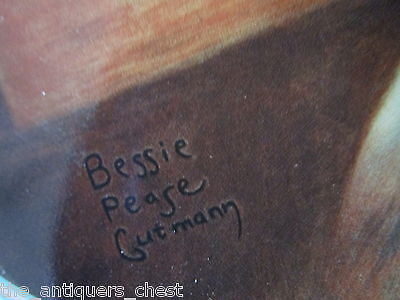 Bessie
Pease
Gutmann
the_antiquers_chest